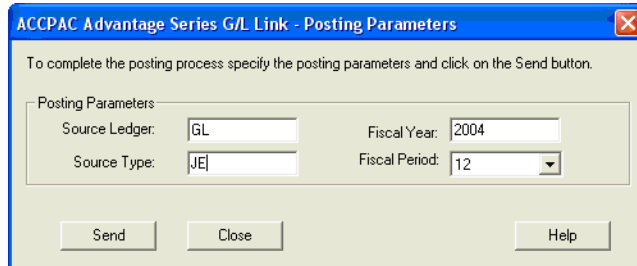 ACCPAC Advantage Series G/L Link - Posting Parameters
To complete the posting process specify the posting parameters and click on the Send button.
Posting Parameters
Source Ledger: GL Fiscal Year: 2004
Source Type: JE Fiscal Period: 12
Send Close Help